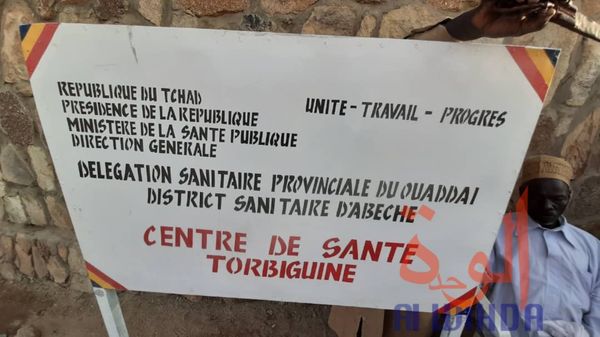 REPUBLIQUE DU TCHAD
PRESIDENCE DE LA REPUBLIQUE
MINISTERE DE LA SANTE PUBLIQUE
DIRECTION GENERALE
UNITE - TRAVAIL - PROGRES
DELEGATION SANITAIRE PROVINCIALE DU OUADDAI
DISTRICT SANITAIRE D'ABECHE
CENTRE DE SANTE
TORBIGUINE
الوحدة
Al WIHDA